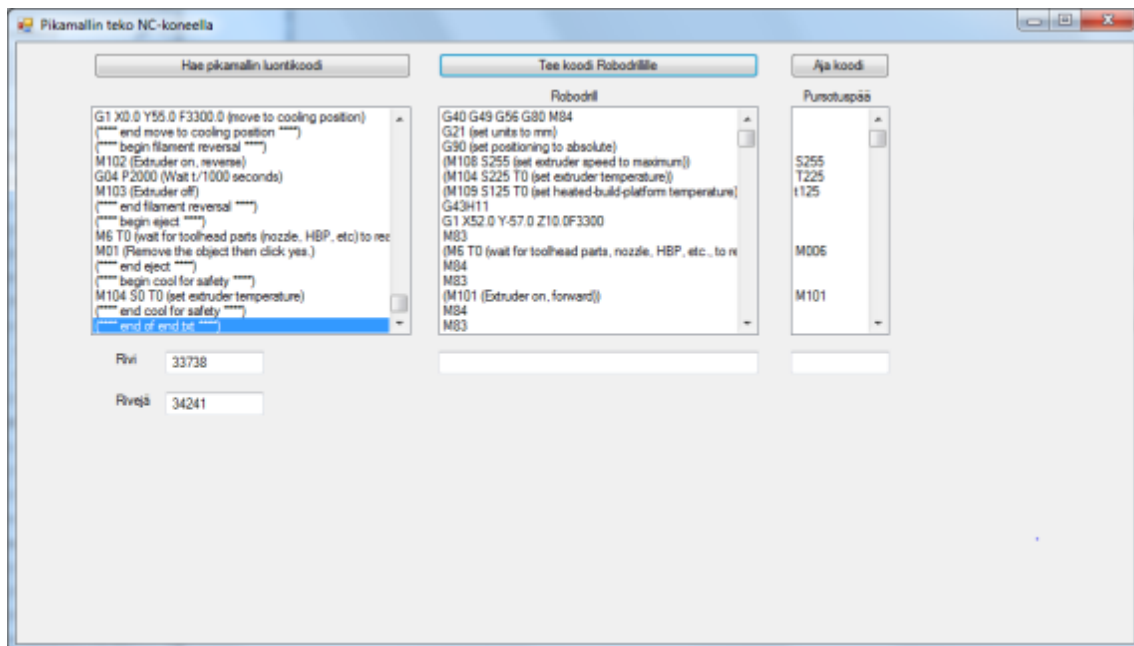 Pikamallin teko NC-koneella
Hae pikamallin luontikoodi
Tee koodi Robodrillille
Aja koodi
Robodrill
Pursotuspää
G1 X0.0 Y55.0 F3300.0 (move to cooling position)
(**** end move to cooling position ****)
(**** begin filament reversal ****)
M102 (Extruder on, reverse)
G04 P2000 (Wait t/1000 seconds)
M103 (Extruder off)
(**** end filament reversal ****)
(**** begin eject ****)
M6 T0 (wait for toolhead parts (nozzle, HBP, etc) to rea
M01 (Remove the object then click yes.)
(**** end eject ****)
(**** begin cool for safety ****)
M104 S0 T0 (set extruder temperature)
(**** end cool for safety ****)
(**** end of end.txt ****)
G40 G49 G56 G80 M84
G21 (set units to mm)
G90 (set positioning to absolute)
(M108 S255 (set extruder speed to maximum))
(M104 S225 T0 (set extruder temperature))
(M109 S125 T0 (set heated-build-platform temperature)
G43H11
G1 X52.0 Y-57.0 Z10.0F3300
M83
(M6 T0 (wait for toolhead parts, nozzle, HBP, etc., to re
M84
M83
(M101 (Extruder on, forward))
M84
M83
S255
T225
t125
M006
M101
Rivi
33738
Rivejä
34241